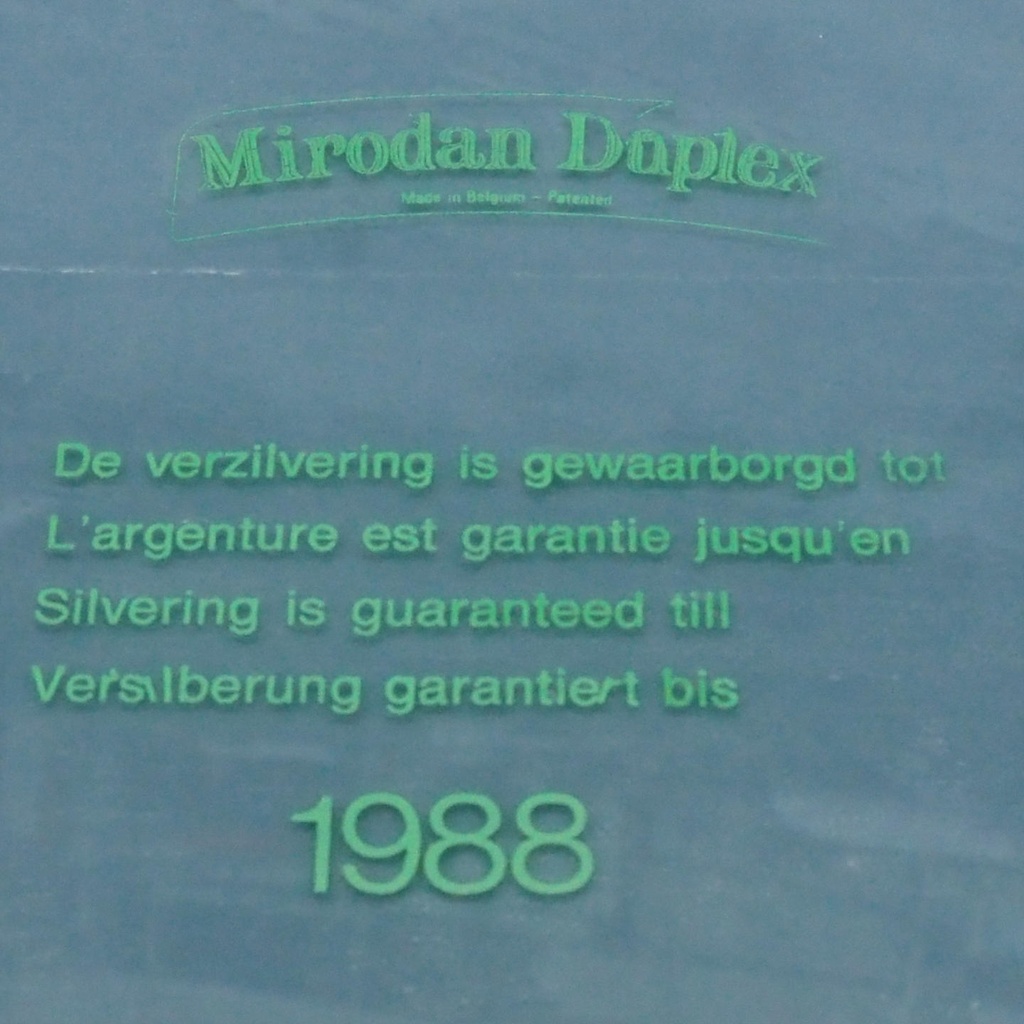 Mirodan Duplex
Made in Belgium – Patented
De verzilvering is gewaarborgd tot
L'argenture est garantie jusqu'en
Silvering is guaranteed till
Versilberung garantiert bis
1988